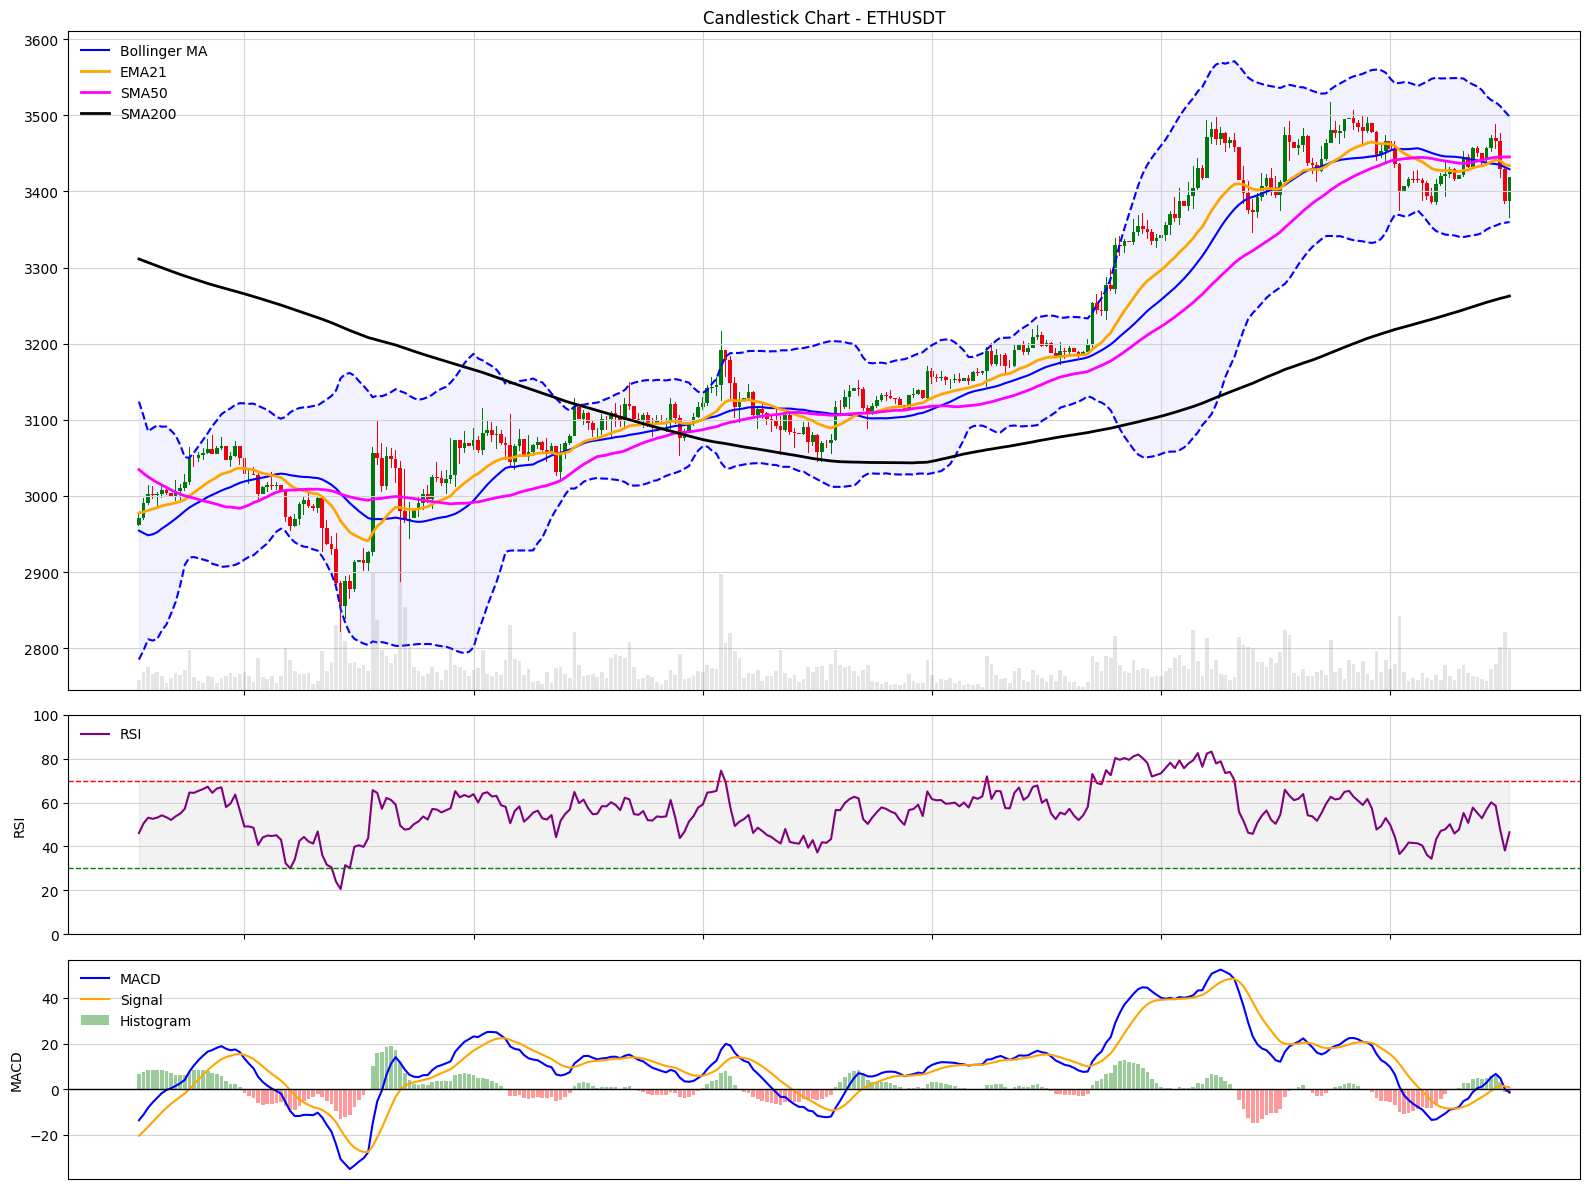 Candlestick Chart - ETHUSDT
3600
3500
3400
3300
3200
3100
3000
2900
2800
Bollinger MA
EMA21
SMA50
SMA200
100
80
60
40
20
0
RSI
RSI
40
20
0
−20
MACD
MACD
Signal
Histogram